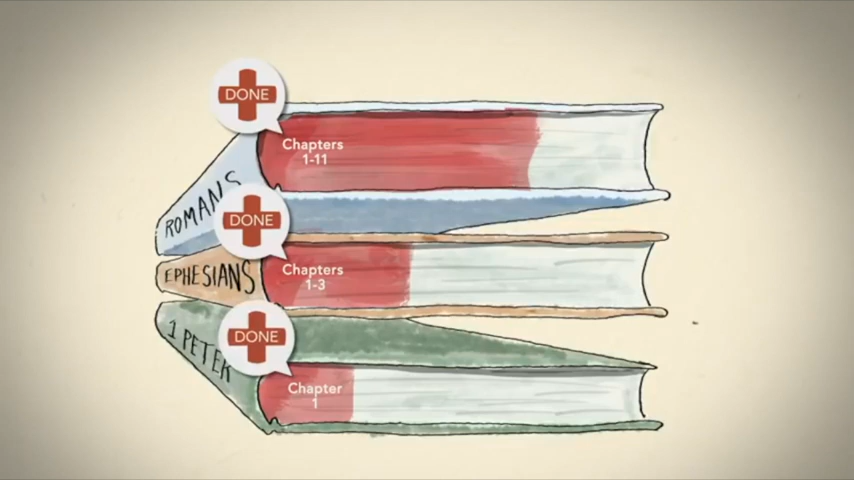 DONE
Chapters
1-11
ROMANS
DONE
Chapters
1-3
EPHESIANS
DONE
1 PETER
Chapter
1